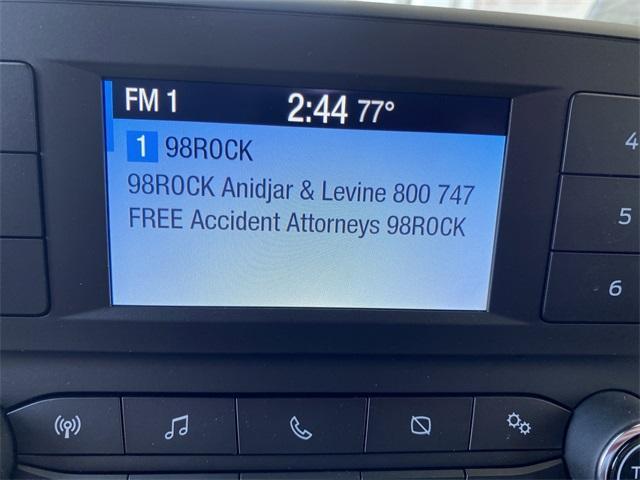 FM 1 2:44 77°
1 98ROCK
98ROCK Anidjar & Levine 800 747
FREE Accident Attorneys 98ROCK
4
5
6